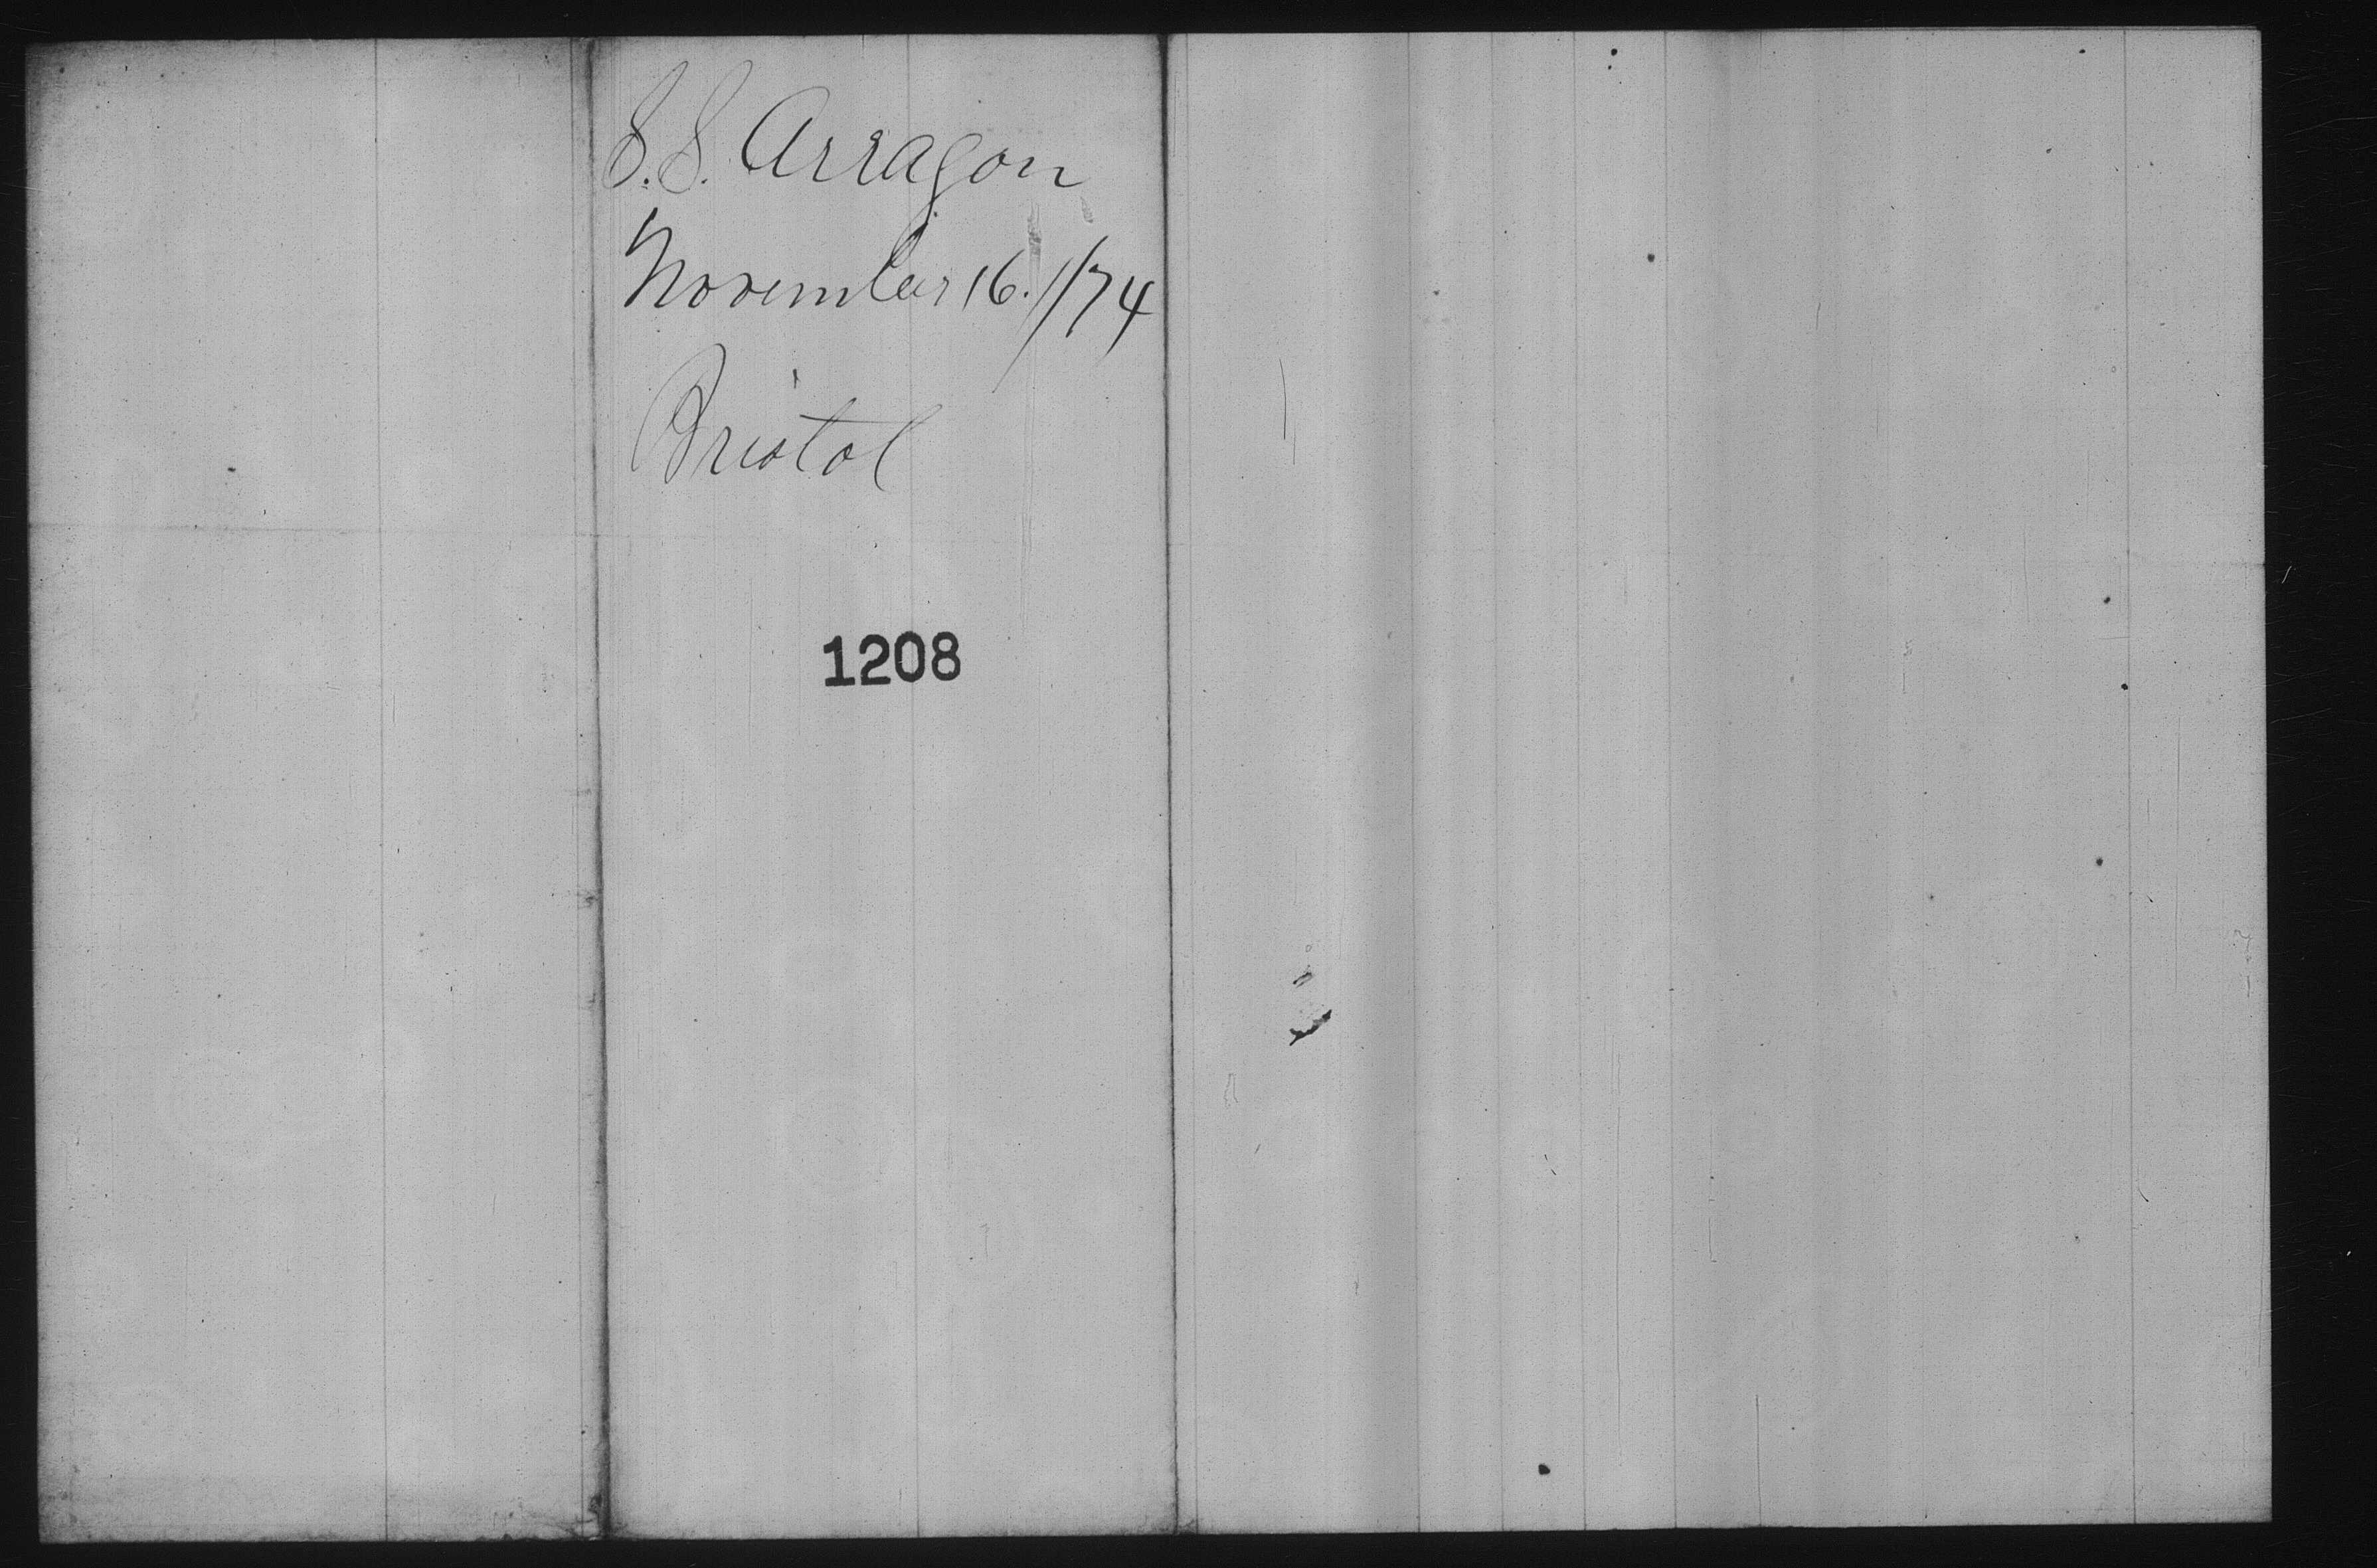 S.S. Arragon
November 16. //74
Bristol
1208